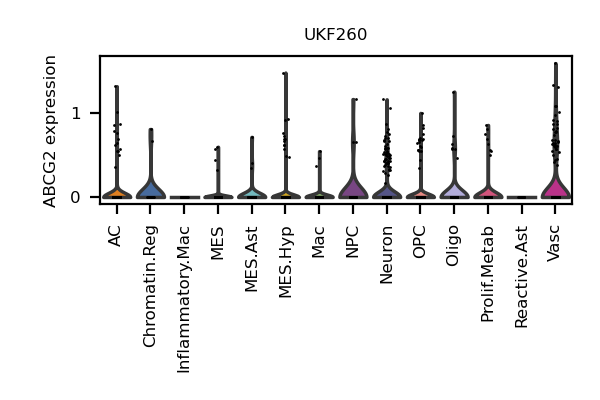 UKF260
ABCG2 expression
1
0
AC
Chromatin.Reg
Inflammatory.Mac
MES
MES.Ast
MES.Hyp
Mac
NPC
Neuron
OPC
Oligo
Prolif.Metab
Reactive.Ast
Vasc